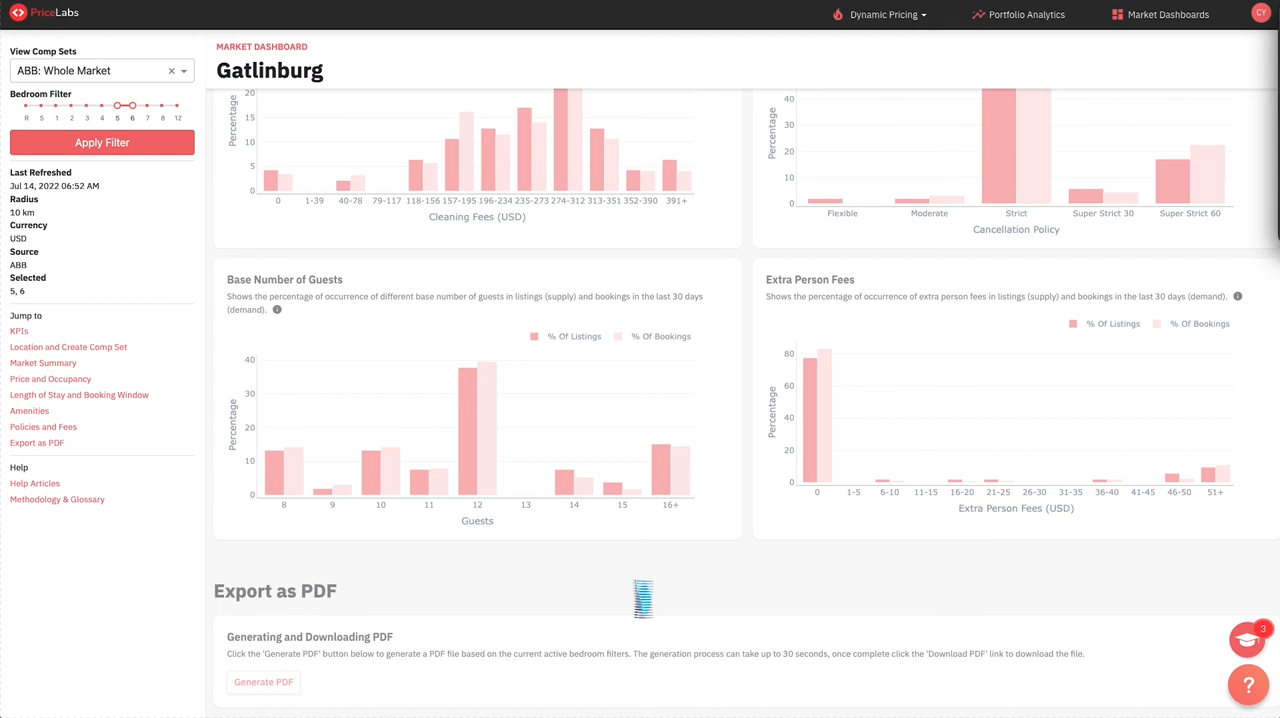 PriceLabs
Dynamic Pricing
Portfolio Analytics
Market Dashboards
CY
View Comp Sets
ABB: Whole Market
Bedroom Filter
R S 1 2 3 4 5 6 7 8 12
Apply Filter
Last Refreshed
Jul 14, 2022 06:52 AM
Radius
10 km
Currency
USD
Source
ABB
Selected
5, 6
Jump to
KPIs
Location and Create Comp Set
Market Summary
Price and Occupancy
Length of Stay and Booking Window
Amenities
Policies and Fees
Export as PDF
Help
Help Articles
Methodology & Glossary
MARKET DASHBOARD
Gatlinburg
Percentage
20
15
10
5
0
0 1-39 40-78 79-117 118-156 157-195 196-234 235-273 274-312 313-351 352-390 391+
Cleaning Fees (USD)
Percentage
40
30
20
10
0
Flexible Moderate Strict Super Strict 30 Super Strict 60
Cancellation Policy
Base Number of Guests
Shows the percentage of occurrence of different base number of guests in listings (supply) and bookings in the last 30 days
(demand).
% Of Listings % Of Bookings
Percentage
40
30
20
10
0
8 9 10 11 12 13 14 15 16+
Guests
Extra Person Fees
Shows the percentage of occurrence of extra person fees in listings (supply) and bookings in the last 30 days (demand).
% Of Listings % Of Bookings
Percentage
80
60
40
20
0
0 1-5 6-10 11-15 16-20 21-25 26-30 31-35 36-40 41-45 46-50 51+
Extra Person Fees (USD)
Export as PDF
Generating and Downloading PDF
Click the 'Generate PDF' button below to generate a PDF file based on the current active bedroom filters. The generation process can take up to 30 seconds, once complete click the 'Download PDF' link to download the file.
Generate PDF
3
?